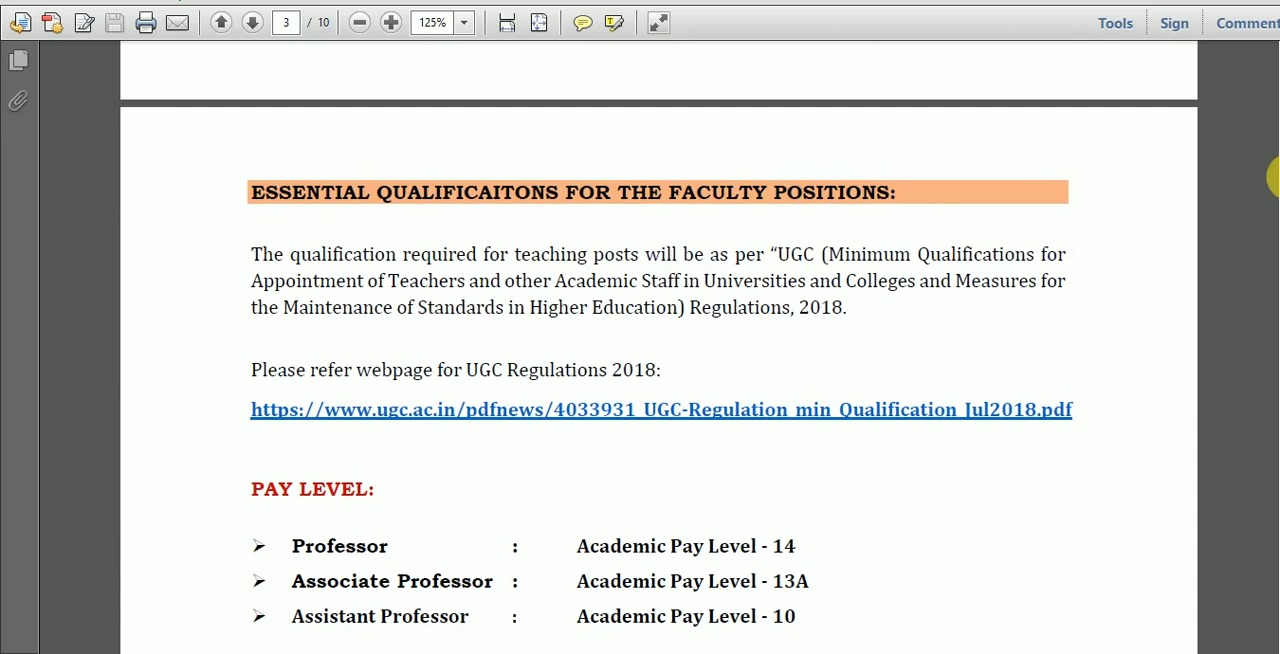 3 / 10 125% Tools Sign Comment
ESSENTIAL QUALIFICAITONS FOR THE FACULTY POSITIONS:
The qualification required for teaching posts will be as per “UGC (Minimum Qualifications for
Appointment of Teachers and other Academic Staff in Universities and Colleges and Measures for
the Maintenance of Standards in Higher Education) Regulations, 2018.
Please refer webpage for UGC Regulations 2018:
https://www.ugc.ac.in/pdfnews/4033931_UGC-Regulation_min_Qualification_Jul2018.pdf
PAY LEVEL:
➢ Professor : Academic Pay Level - 14
➢ Associate Professor : Academic Pay Level - 13A
➢ Assistant Professor : Academic Pay Level - 10